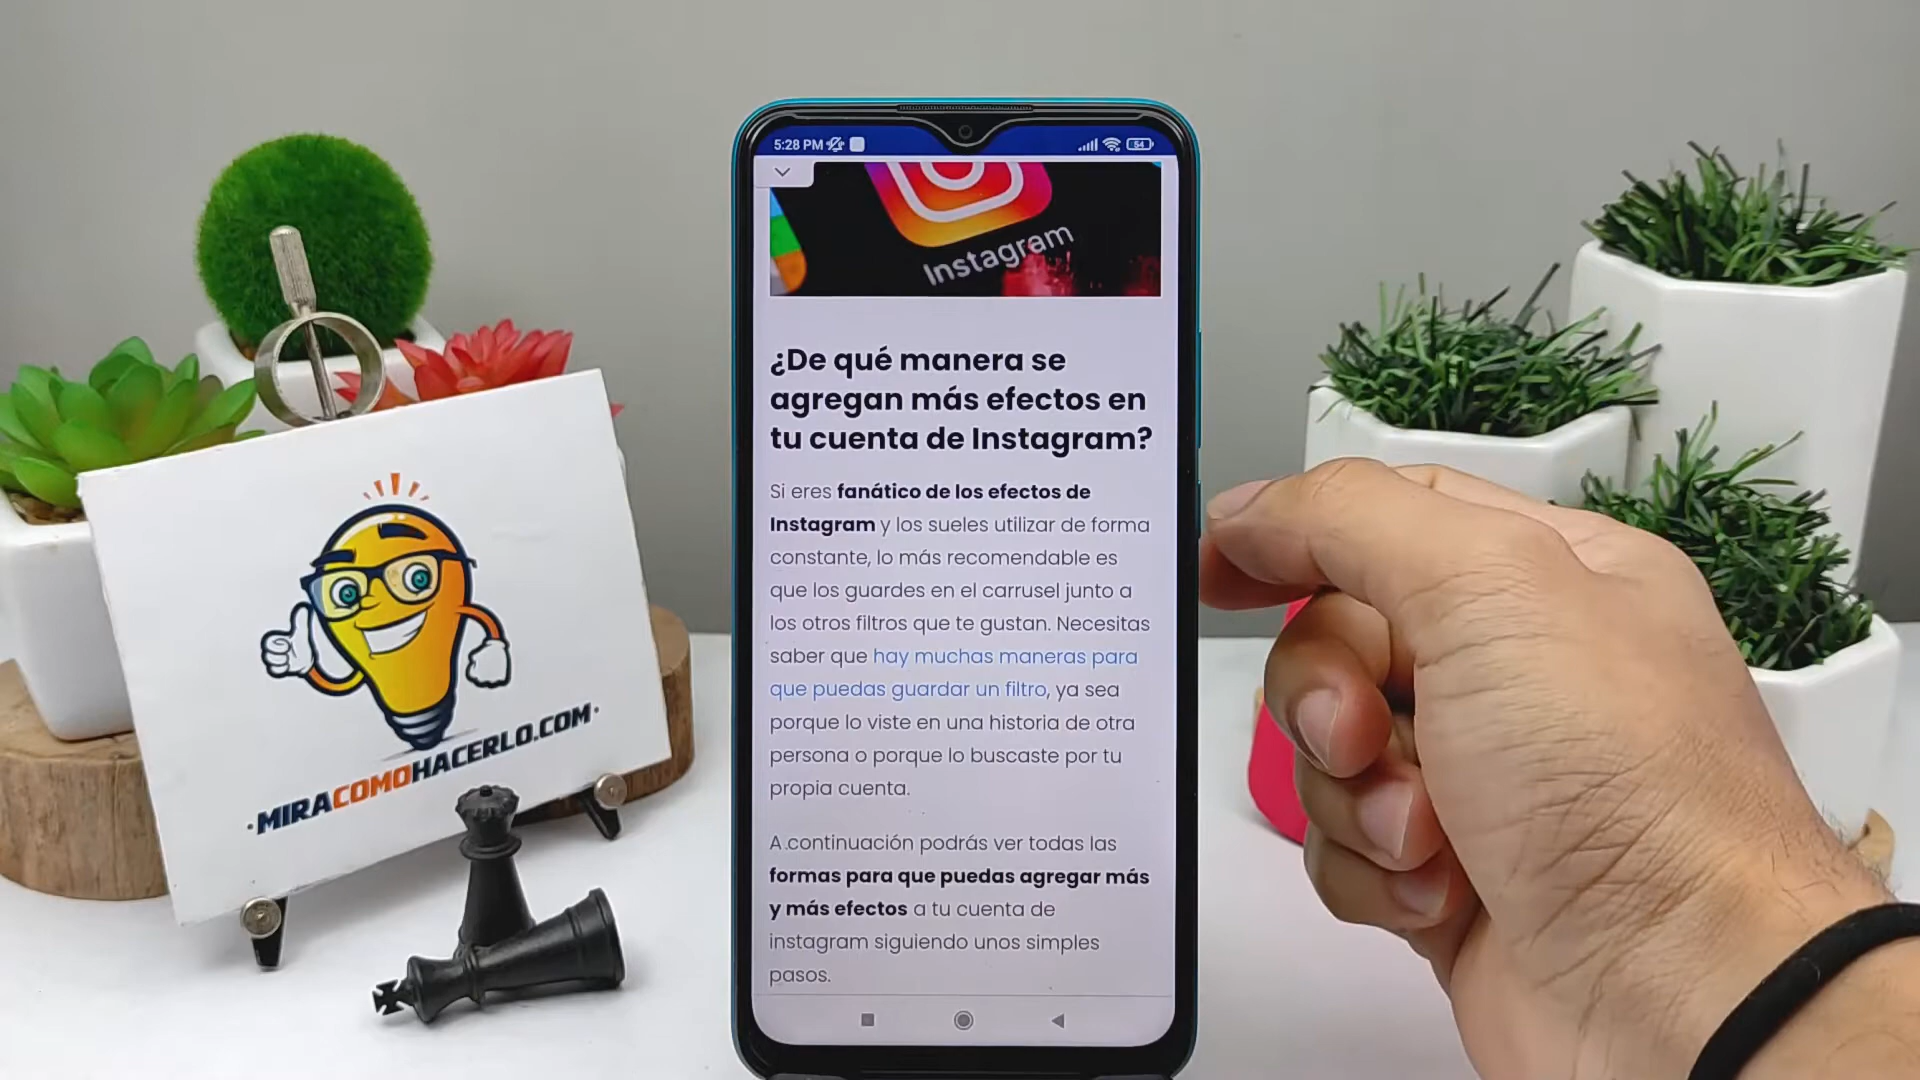 5:28 PM
54
Instagram
¿De qué manera se
agregan más efectos en
tu cuenta de Instagram?
Si eres fanático de los efectos de
Instagram y los sueles utilizar de forma
constante, lo más recomendable es
que los guardes en el carrusel junto a
los otros filtros que te gustan. Necesitas
saber que hay muchas maneras para
que puedas guardar un filtro, ya sea
porque lo viste en una historia de otra
persona o porque lo buscaste por tu
propia cuenta.
A continuación podrás ver todas las
formas para que puedas agregar más
y más efectos a tu cuenta de
instagram siguiendo unos simples
pasos.
·MIRACOMOHACERLO.COM·